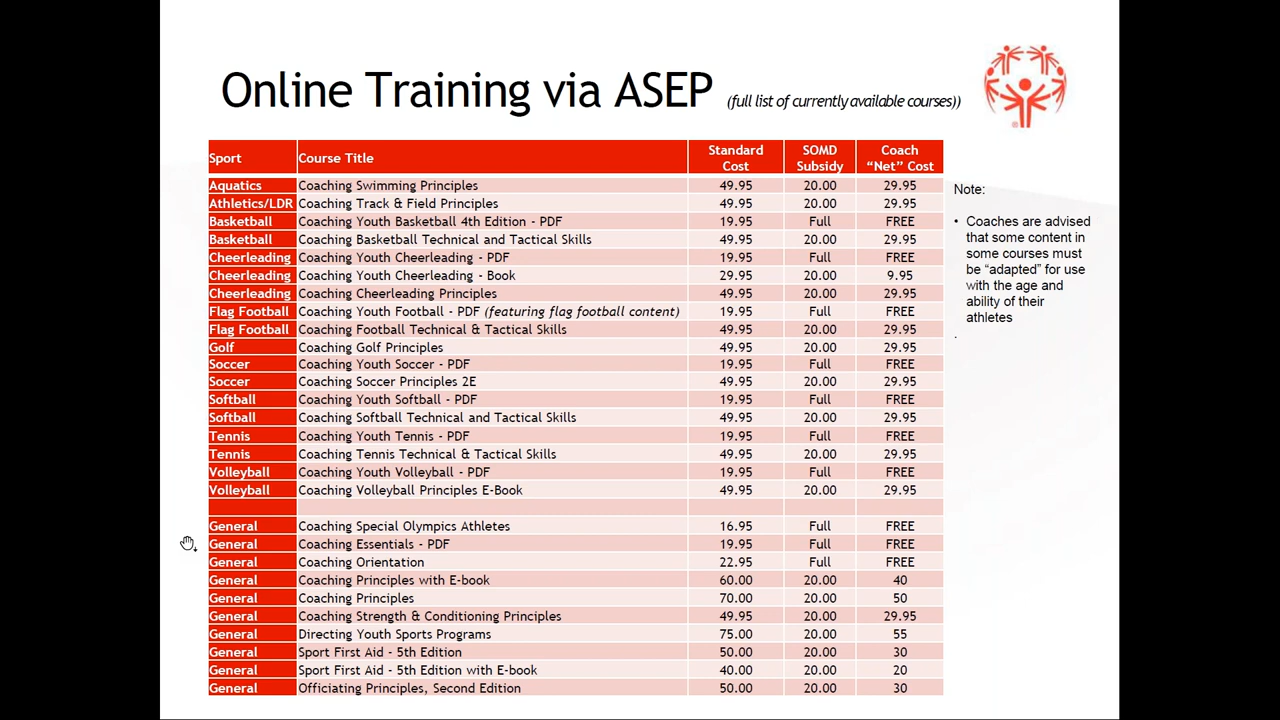 Online Training via ASEP (full list of currently available courses))
Sport Course Title Standard Cost SOMD Subsidy Coach “Net” Cost
Aquatics Coaching Swimming Principles 49.95 20.00 29.95
Athletics/LDR Coaching Track & Field Principles 49.95 20.00 29.95
Basketball Coaching Youth Basketball 4th Edition - PDF 19.95 Full FREE
Basketball Coaching Basketball Technical and Tactical Skills 49.95 20.00 29.95
Cheerleading Coaching Youth Cheerleading - PDF 19.95 Full FREE
Cheerleading Coaching Youth Cheerleading - Book 29.95 20.00 9.95
Cheerleading Coaching Cheerleading Principles 49.95 20.00 29.95
Flag Football Coaching Youth Football - PDF (featuring flag football content) 19.95 Full FREE
Flag Football Coaching Football Technical & Tactical Skills 49.95 20.00 29.95
Golf Coaching Golf Principles 49.95 20.00 29.95
Soccer Coaching Youth Soccer - PDF 19.95 Full FREE
Soccer Coaching Soccer Principles 2E 49.95 20.00 29.95
Softball Coaching Youth Softball - PDF 19.95 Full FREE
Softball Coaching Softball Technical and Tactical Skills 49.95 20.00 29.95
Tennis Coaching Youth Tennis - PDF 19.95 Full FREE
Tennis Coaching Tennis Technical & Tactical Skills 49.95 20.00 29.95
Volleyball Coaching Youth Volleyball - PDF 19.95 Full FREE
Volleyball Coaching Volleyball Principles E-Book 49.95 20.00 29.95
General Coaching Special Olympics Athletes 16.95 Full FREE
General Coaching Essentials - PDF 19.95 Full FREE
General Coaching Orientation 22.95 Full FREE
General Coaching Principles with E-book 60.00 20.00 40
General Coaching Principles 70.00 20.00 50
General Coaching Strength & Conditioning Principles 49.95 20.00 29.95
General Directing Youth Sports Programs 75.00 20.00 55
General Sport First Aid - 5th Edition 50.00 20.00 30
General Sport First Aid - 5th Edition with E-book 40.00 20.00 20
General Officiating Principles, Second Edition 50.00 20.00 30
Note:
• Coaches are advised
that some content in
some courses must
be “adapted” for use
with the age and
ability of their
athletes
.